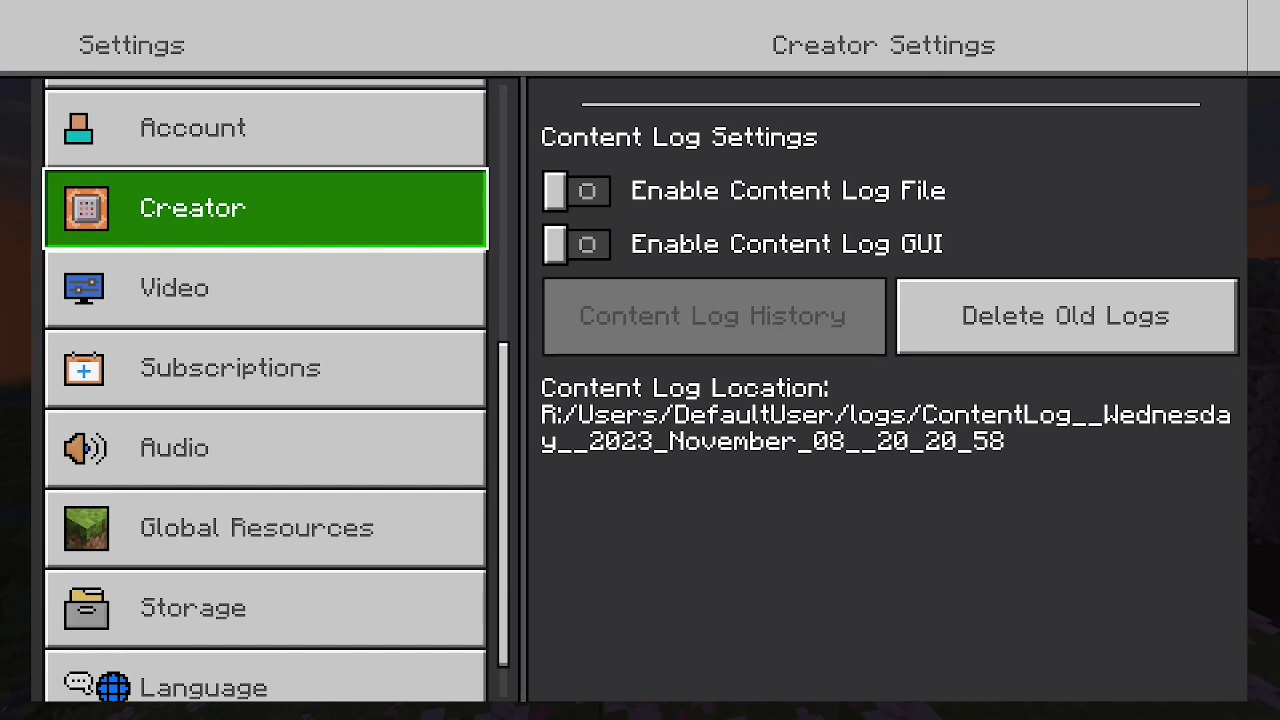 Settings
Creator Settings
Account
Creator
Video
Subscriptions
Audio
Global Resources
Storage
Language
Content Log Settings
Enable Content Log File
Enable Content Log GUI
Content Log History
Delete Old Logs
Content Log Location:
R:/Users/DefaultUser/logs/ContentLog__Wednesda
y__2023_November_08__20_20_58